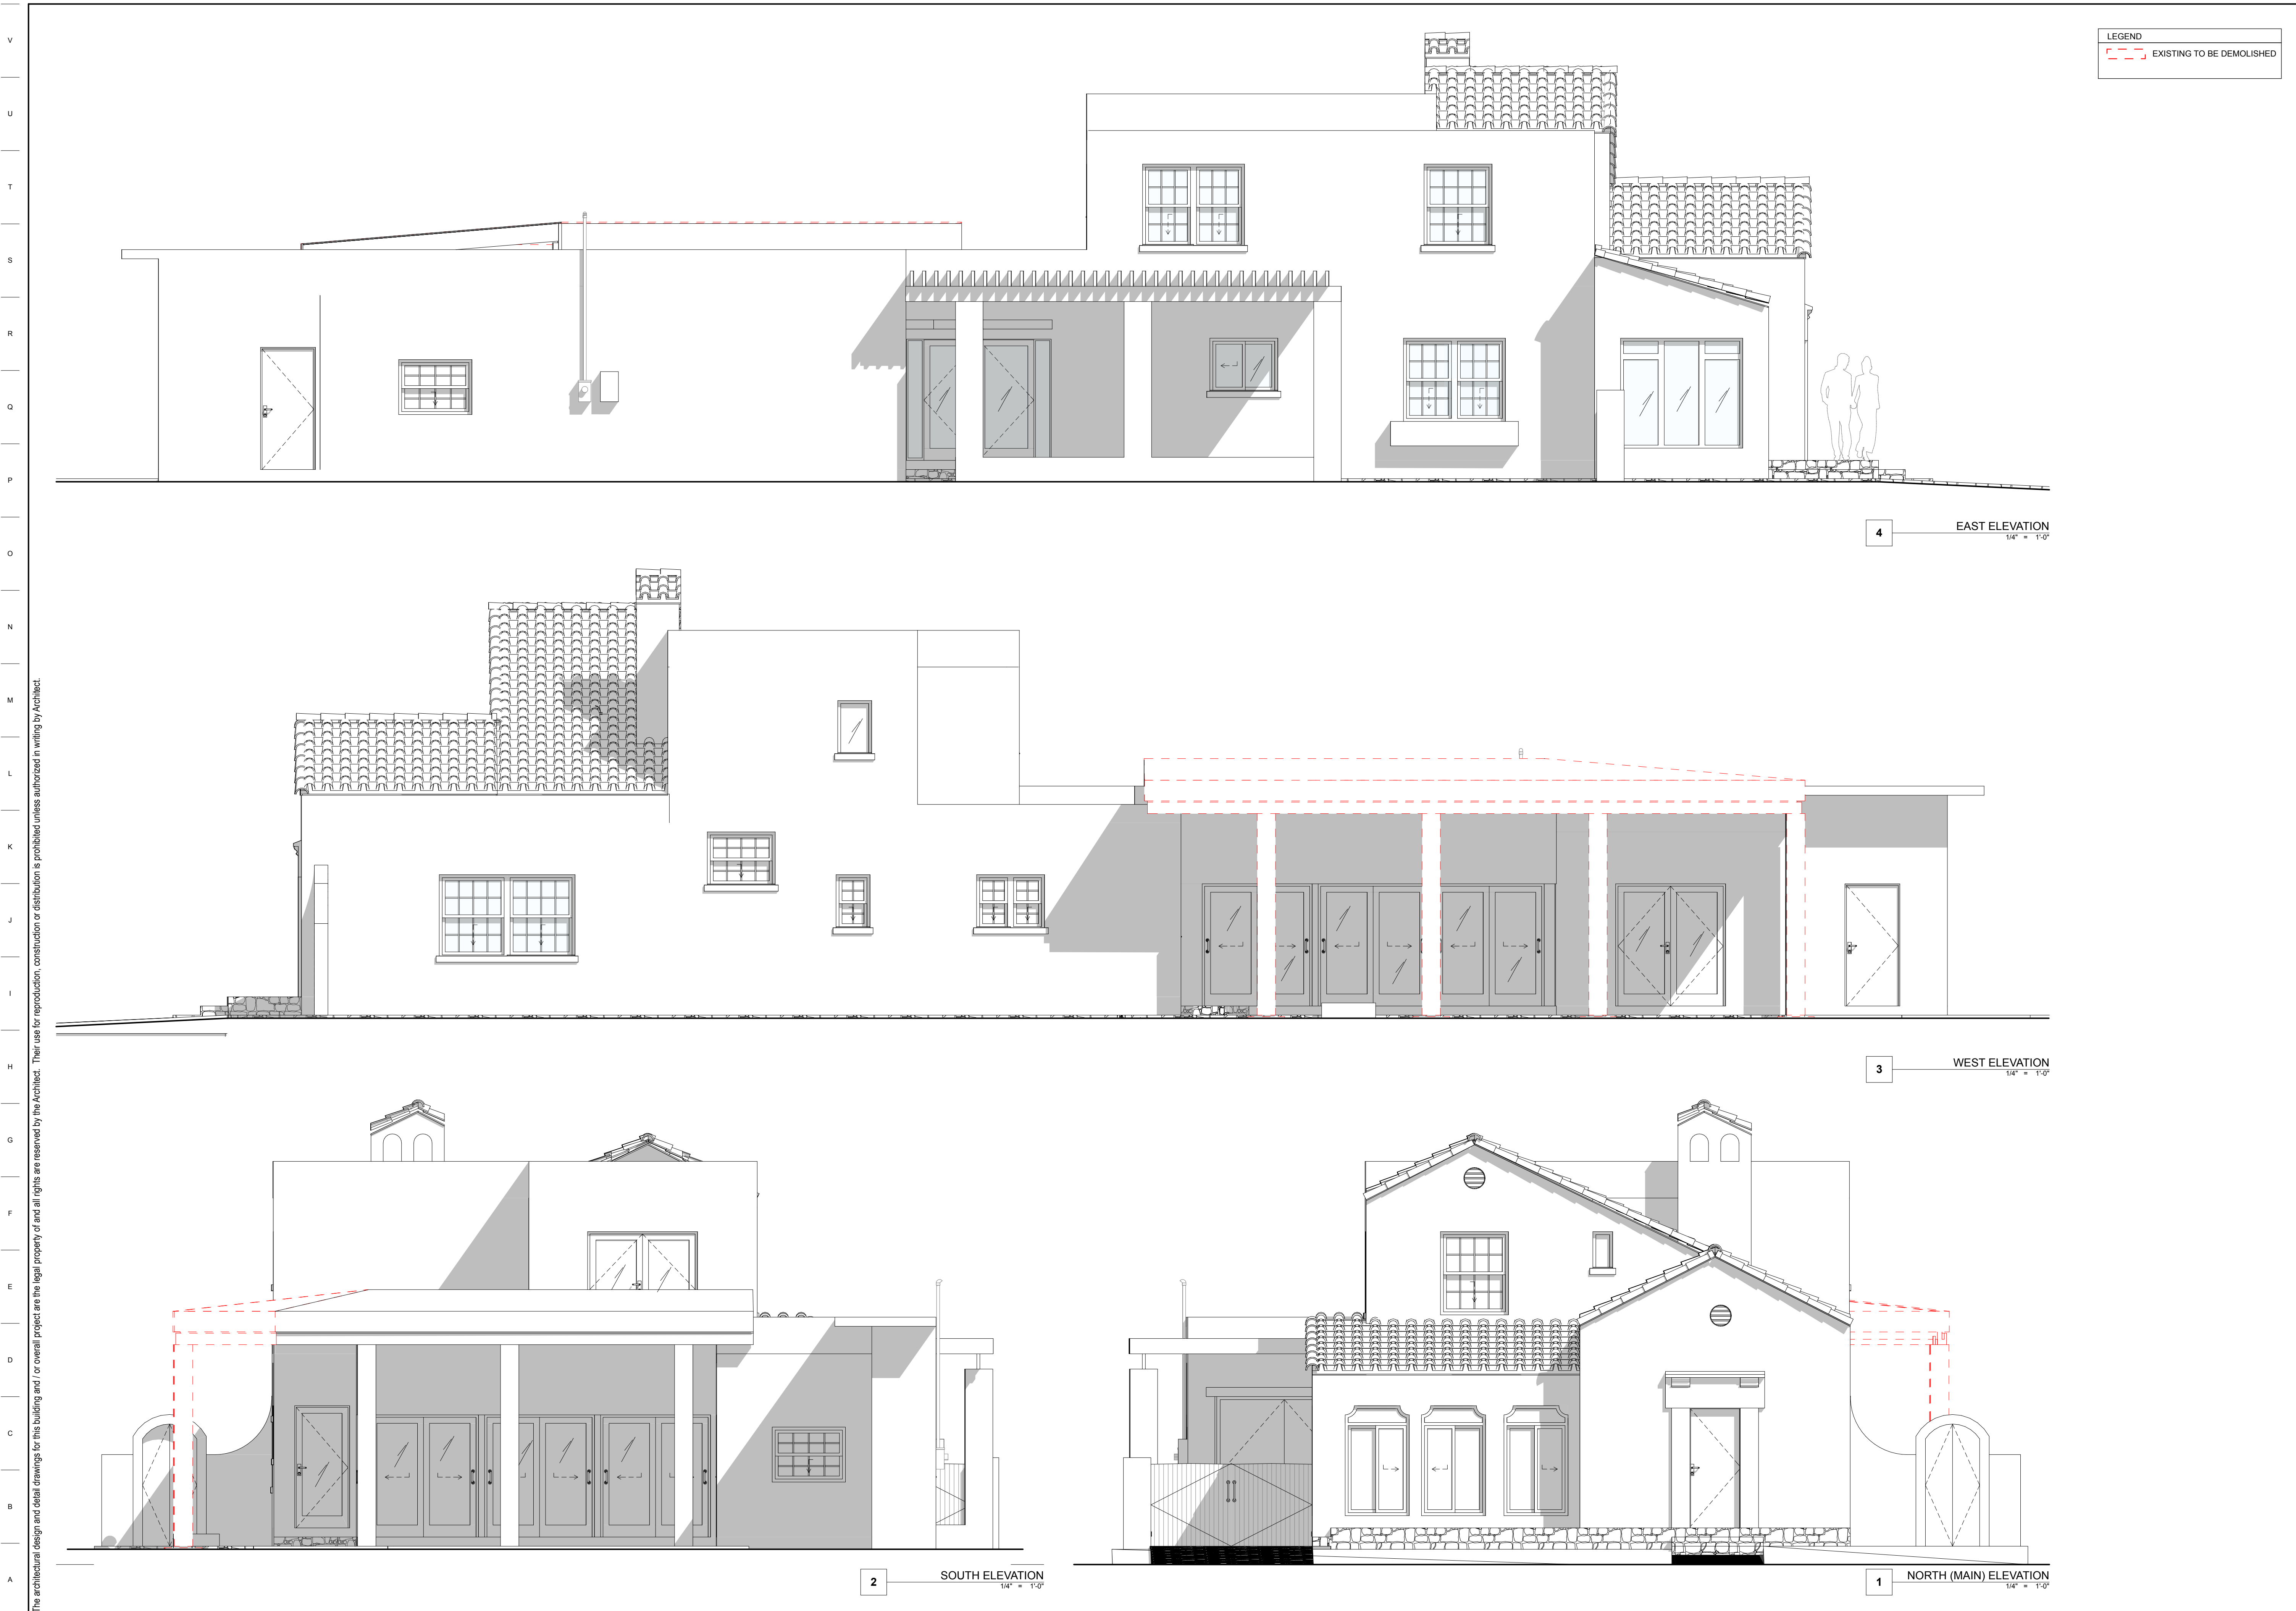 LEGEND
EXISTING TO BE DEMOLISHED
V
U
T
S
R
Q
P
O
N
M
L
K
J
I
H
G
F
E
D
C
B
A
The architectural design and detail drawings for this building and / or overall project are the legal property of and all rights are reserved by the Architect. Their use for reproduction, construction or distribution is prohibited unless authorized in writing by Architect.
4
EAST ELEVATION
1/4" = 1'-0"
3
WEST ELEVATION
1/4" = 1'-0"
2
SOUTH ELEVATION
1/4" = 1'-0"
1
NORTH (MAIN) ELEVATION
1/4" = 1'-0"